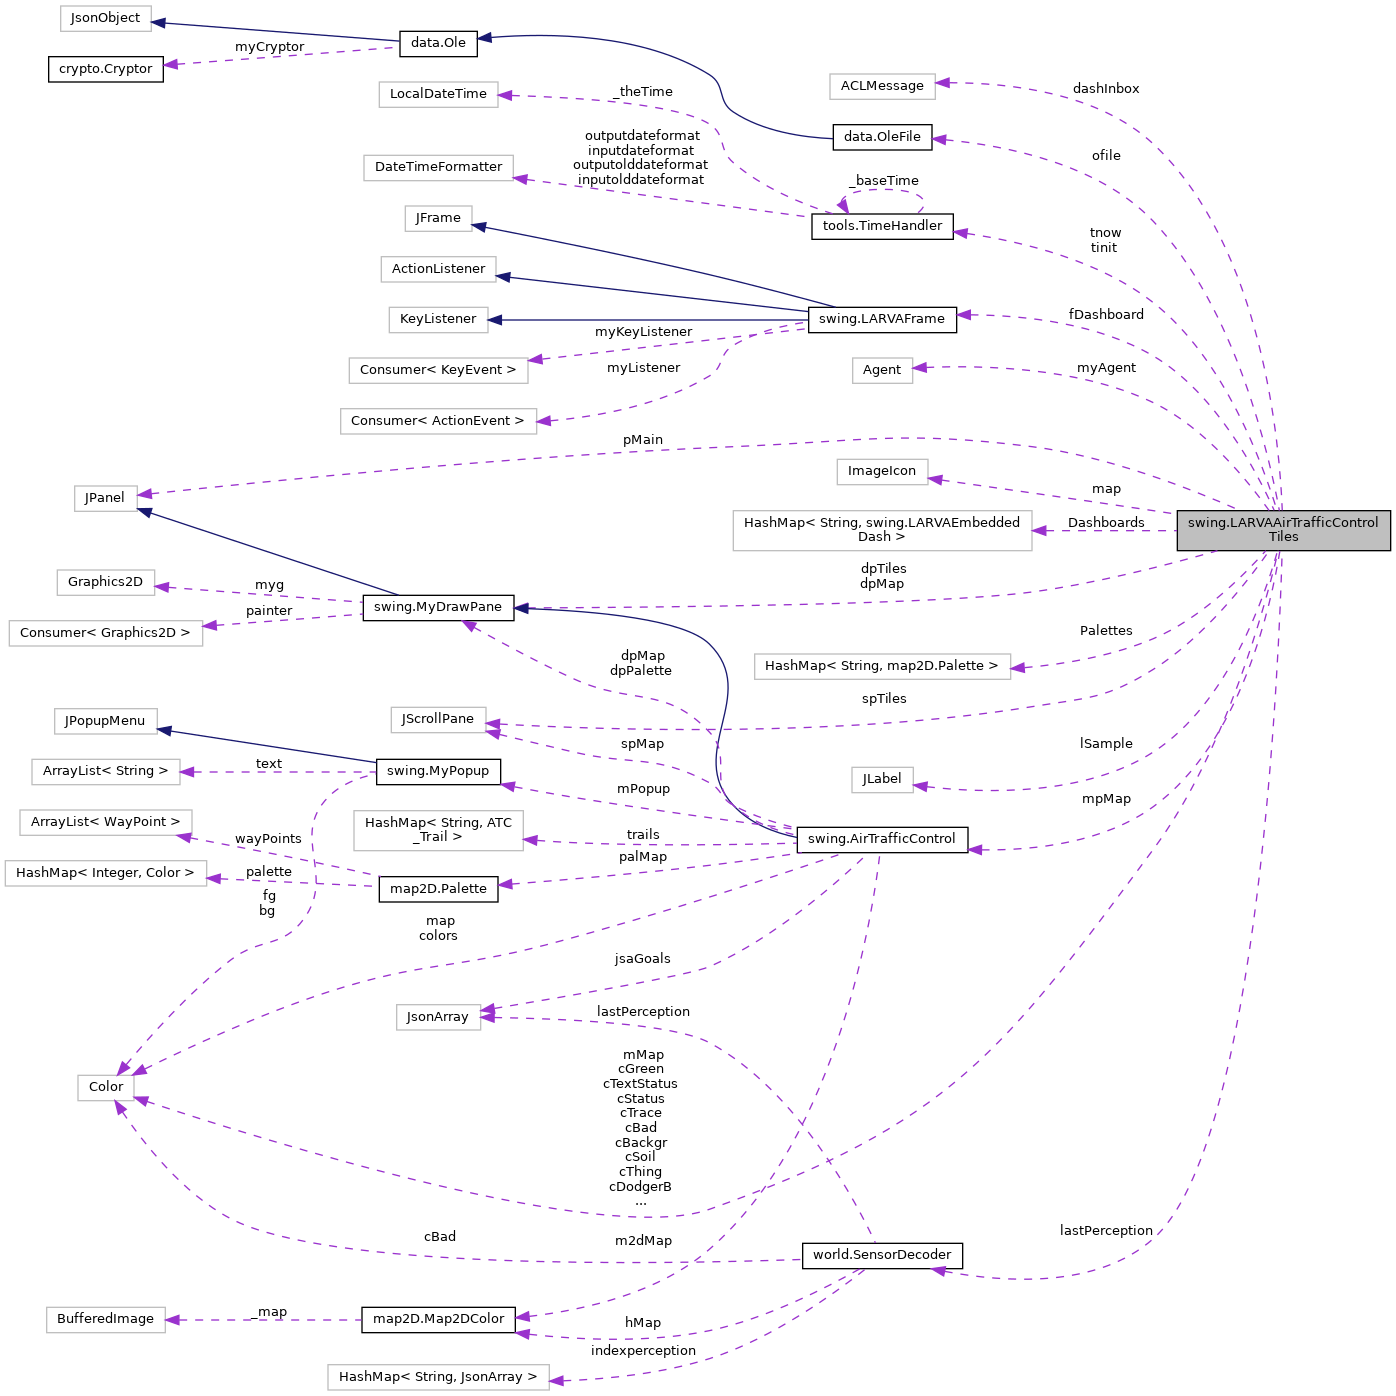 JsonObject
data.Ole
myCryptor
crypto.Cryptor
LocalDateTime
_theTime
ACLMessage
dashInbox
data.OleFile
ofile
outputdateformat
inputdateformat
outputolddateformat
inputolddateformat
DateTimeFormatter
_baseTime
JFrame
tools.TimeHandler
tnow
tinit
ActionListener
KeyListener
swing.LARVAFrame
fDashboard
myKeyListener
Consumer< KeyEvent >
myListener
Agent
myAgent
Consumer< ActionEvent >
pMain
JPanel
ImageIcon
map
HashMap< String, swing.LARVAEmbedded
Dash >
Dashboards
swing.LARVAAirTrafficControl
Tiles
Graphics2D
myg
painter
Consumer< Graphics2D >
swing.MyDrawPane
dpTiles
dpMap
dpMap
dpPalette
Palettes
HashMap< String, map2D.Palette >
spTiles
JPopupMenu
JScrollPane
spMap
lSample
ArrayList< String >
text
swing.MyPopup
mPopup
JLabel
mpMap
ArrayList< WayPoint >
wayPoints
HashMap< String, ATC
_Trail >
trails
swing.AirTrafficControl
HashMap< Integer, Color >
palette
map2D.Palette
palMap
fg
bg
map
colors
jsaGoals
JsonArray
lastPerception
Color
mMap
cGreen
cTextStatus
cStatus
cTrace
cBad
cBackgr
cSoil
cThing
cDodgerB
...
cBad
m2dMap
world.SensorDecoder
lastPerception
BufferedImage
_map
map2D.Map2DColor
hMap
indexperception
HashMap< String, JsonArray >